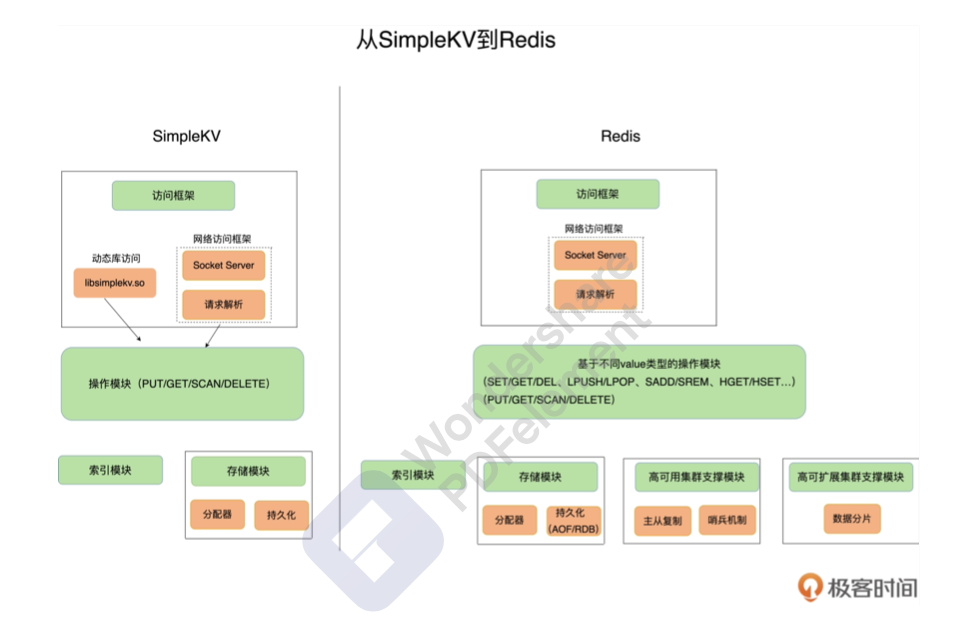 从SimpleKV到Redis
SimpleKV
访问框架
网络访问框架
动态库访问
Socket Server
libsimplekv.so
请求解析
操作模块（PUT/GET/SCAN/DELETE）
索引模块
存储模块
分配器
持久化
Redis
访问框架
网络访问框架
Socket Server
请求解析
基于不同value类型的操作模块
（SET/GET/DEL、LPUSH/LPOP、SADD/SREM、HGET/HSET...）
（PUT/GET/SCAN/DELETE）
索引模块
存储模块
分配器
持久化
(AOF/RDB)
高可用集群支撑模块
主从复制
哨兵机制
高可扩展集群支撑模块
数据分片
Wondershare
PDFelement
极客时间